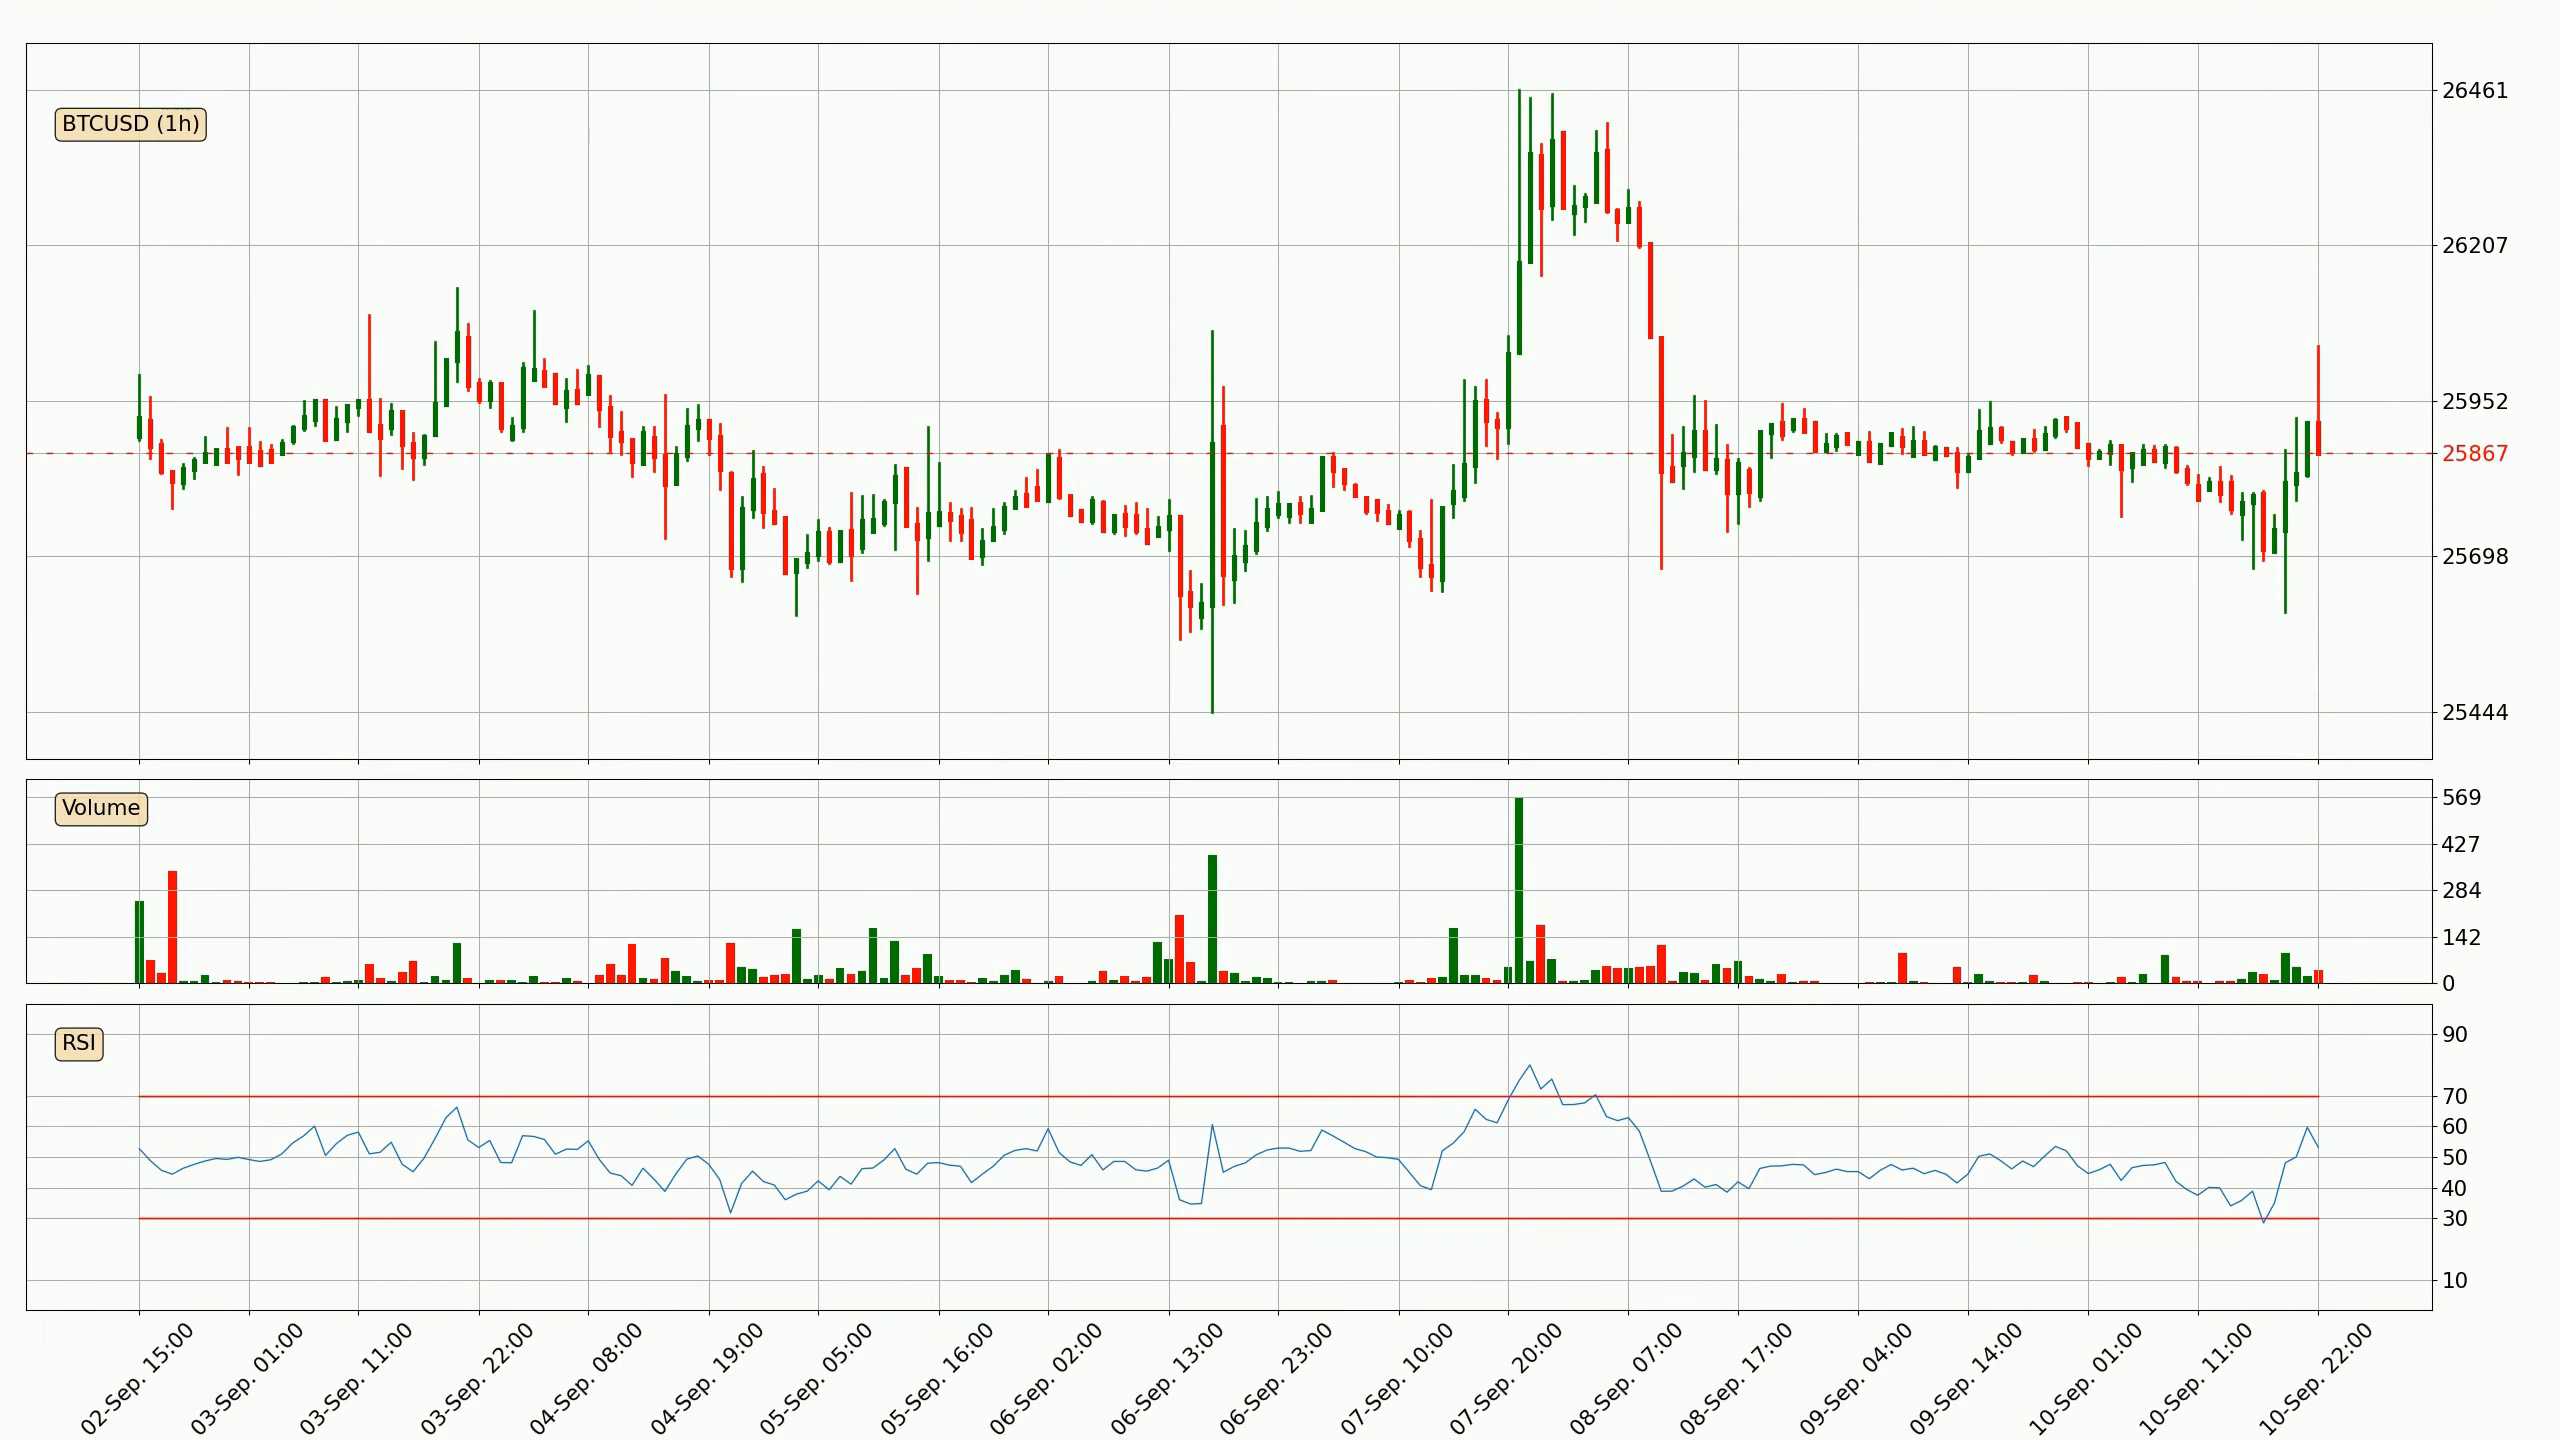 BTCUSD (1h)
26461
26207
25952
25867
25698
25444
Volume
569
427
284
142
0
RSI
90
70
60
50
40
30
10
02-Sep. 15:00
03-Sep. 01:00
03-Sep. 11:00
03-Sep. 22:00
04-Sep. 08:00
04-Sep. 19:00
05-Sep. 05:00
05-Sep. 16:00
06-Sep. 02:00
06-Sep. 13:00
06-Sep. 23:00
07-Sep. 10:00
07-Sep. 20:00
08-Sep. 07:00
08-Sep. 17:00
09-Sep. 04:00
09-Sep. 14:00
10-Sep. 01:00
10-Sep. 11:00
10-Sep. 22:00